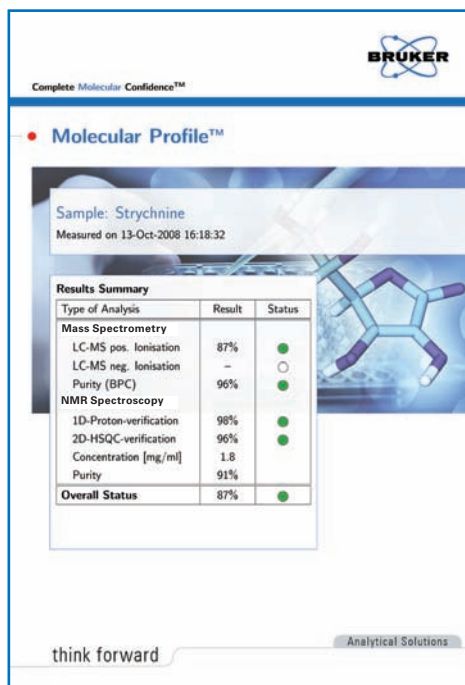 BRUKER
Complete Molecular Confidence™
Molecular Profile™
Sample: Strychnine
Measured on 13-Oct-2008 16:18:32
Results Summary
Type of Analysis Result Status
Mass Spectrometry
LC-MS pos. Ionisation 87%
LC-MS neg. Ionisation –
Purity (BPC) 96%
NMR Spectroscopy
1D-Proton-verification 98%
2D-HSQC-verification 96%
Concentration [mg/ml] 1.8
Purity 91%
Overall Status 87%
Analytical Solutions
think forward